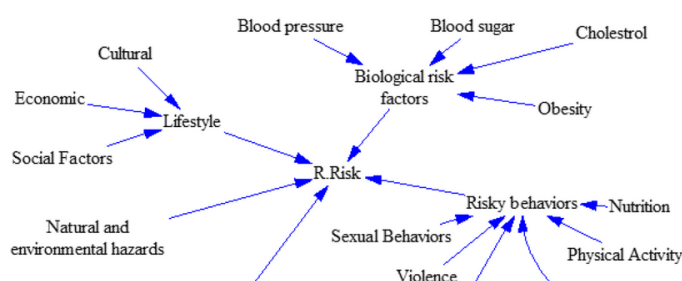 Blood pressure
Blood sugar
Cholestrol
Cultural
Biological risk
factors
Economic
Obesity
Lifestyle
Social Factors
R.Risk
Risky behaviors
Nutrition
Natural and
environmental hazards
Sexual Behaviors
Physical Activity
Violence